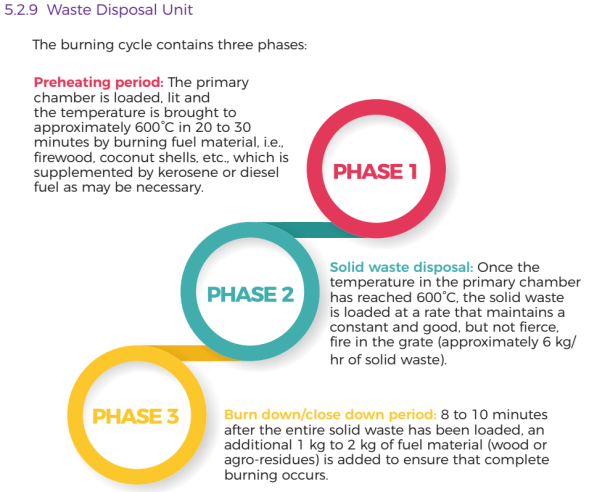 5.2.9 Waste Disposal Unit
The burning cycle contains three phases:
Preheating period: The primary
chamber is loaded, lit and
the temperature is brought to
approximately 600°C in 20 to 30
minutes by burning fuel material, i.e.,
firewood, coconut shells, etc., which is
supplemented by kerosene or diesel
fuel as may be necessary.
PHASE 1
PHASE 2
Solid waste disposal: Once the
temperature in the primary chamber
has reached 600°C, the solid waste
is loaded at a rate that maintains a
constant and good, but not fierce,
fire in the grate (approximately 6 kg/
hr of solid waste).
PHASE 3
Burn down/close down period: 8 to 10 minutes
after the entire solid waste has been loaded, an
additional 1 kg to 2 kg of fuel material (wood or
agro-residues) is added to ensure that complete
burning occurs.